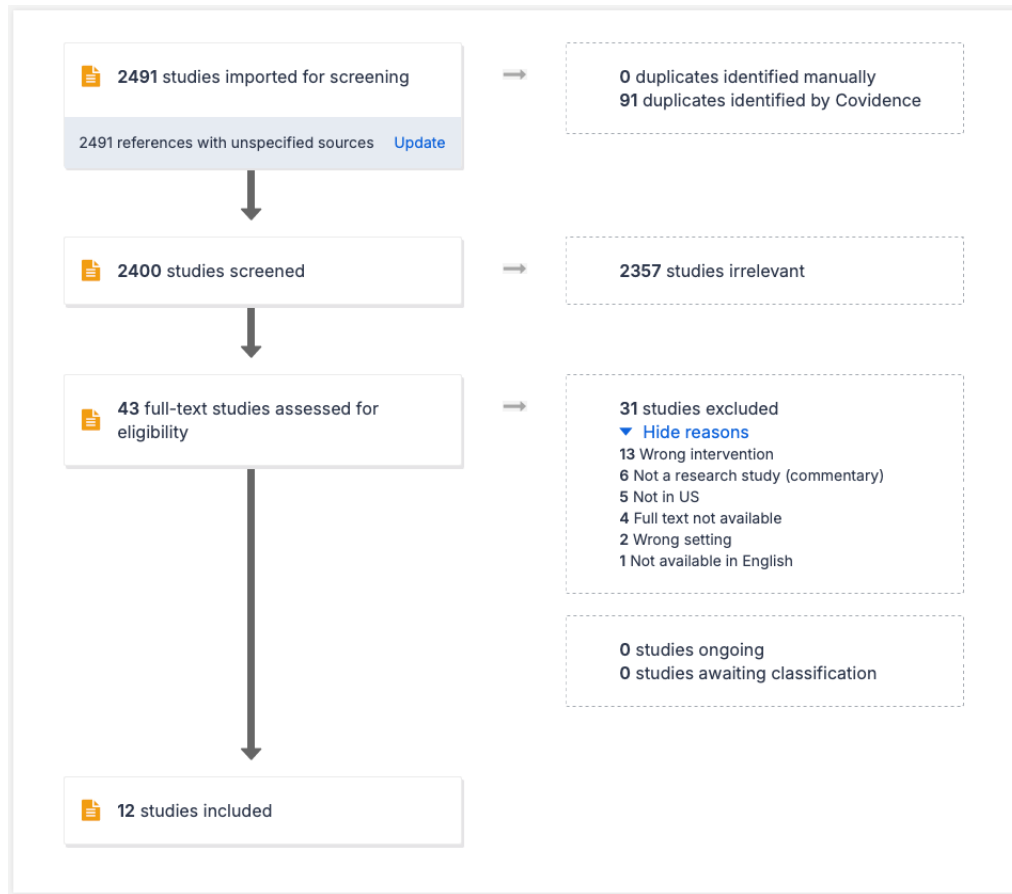 2491 studies imported for screening
0 duplicates identified manually
91 duplicates identified by Covidence
2491 references with unspecified sources Update
2400 studies screened
2357 studies irrelevant
43 full-text studies assessed for
eligibility
31 studies excluded
Hide reasons
13 Wrong intervention
6 Not a research study (commentary)
5 Not in US
4 Full text not available
2 Wrong setting
1 Not available in English
0 studies ongoing
0 studies awaiting classification
12 studies included